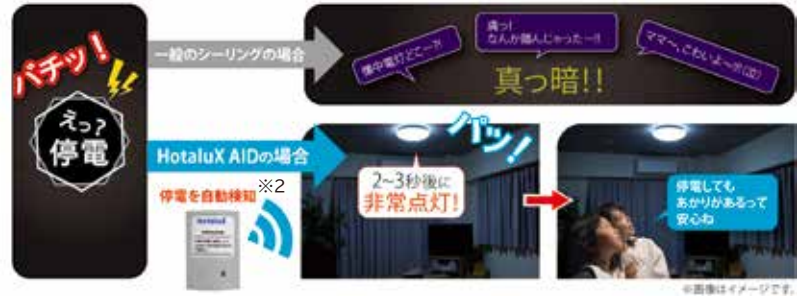 バチッ!
えっ?
停電
一般のシーリングの場合
懐中電灯どこー?!
痛っ!
なんか踏んじゃったー!!
ママ〜、こわいよ〜!!!(泣)
真っ暗!!
HotaluX AIDの場合
停電を自動検知 ※2
HotaluX
パッ!
2~3秒後に
非常点灯!
停電しても
あかりがあるって
安心ね
※画像はイメージです。